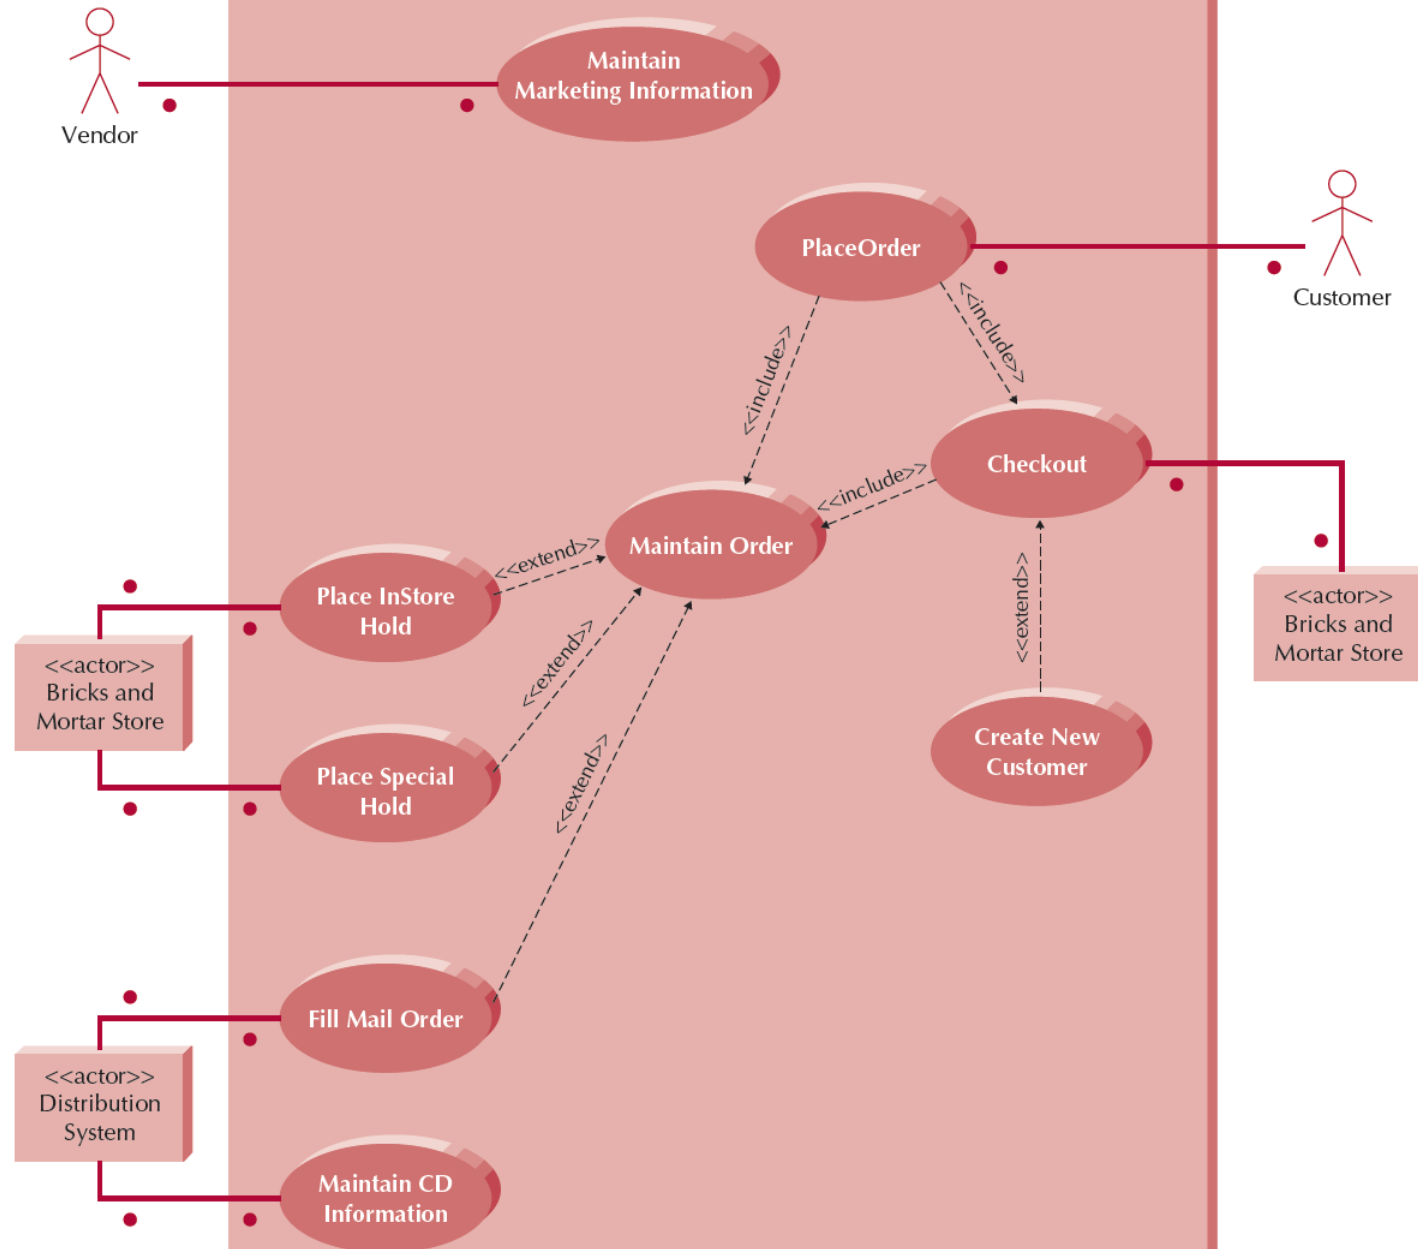 Maintain
Marketing Information
Vendor
PlaceOrder
Customer
<<include>>
<<include>>
Checkout
<<include>>
Maintain Order
<<extend>>
Place InStore
Hold
<<actor>>
Bricks and
Mortar Store
<<extend>>
<<extend>>
<<actor>>
Bricks and
Mortar Store
Create New
Customer
Place Special
Hold
<<extend>>
Fill Mail Order
<<actor>>
Distribution
System
Maintain CD
Information